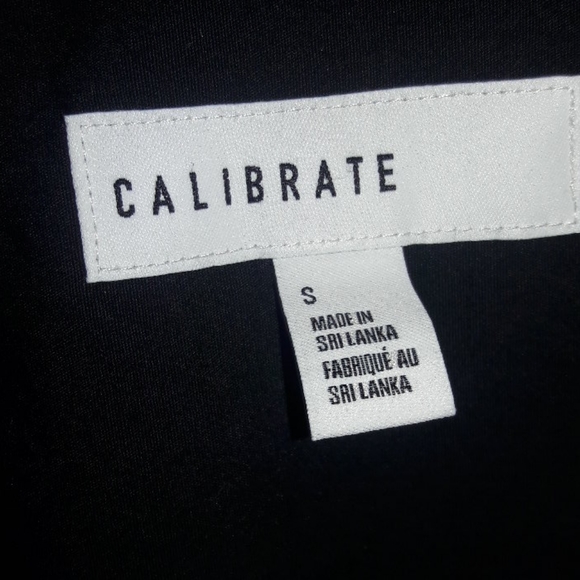 CALIBRATE
S
MADE IN
SRI LANKA
FABRIQUÉ AU
SRI LANKA